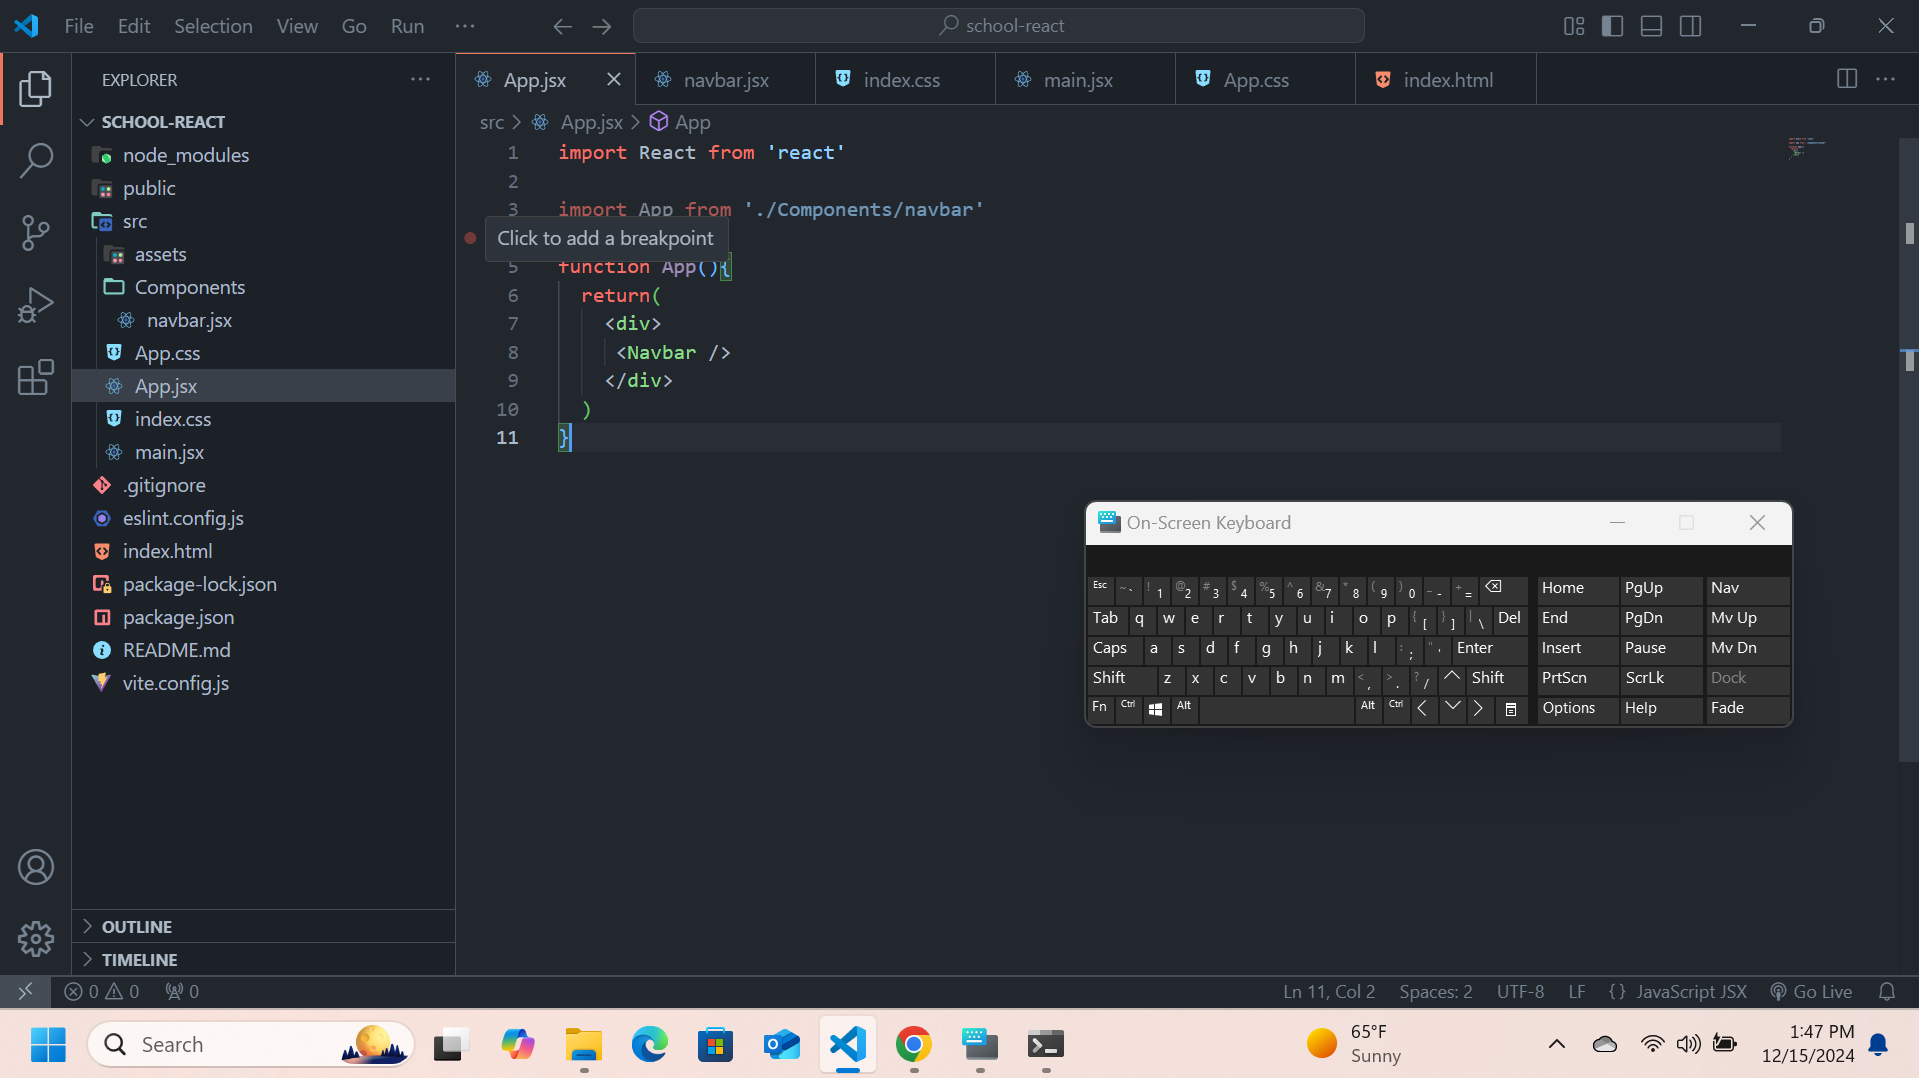 File Edit Selection View Go Run ··· school-react
EXPLORER ···
SCHOOL-REACT
node_modules
public
src
assets
Components
navbar.jsx
App.css
App.jsx
index.css
main.jsx
.gitignore
eslint.config.js
index.html
package-lock.json
package.json
README.md
vite.config.js
OUTLINE
TIMELINE
App.jsx navbar.jsx index.css main.jsx App.css index.html
src > App.jsx > App
1 import React from 'react'
2
3 import App from './Components/navbar'
Click to add a breakpoint
5 function App(){
6 return(
7 <div>
8 <Navbar />
9 </div>
10 )
11 }
On-Screen Keyboard
Esc ~ ` ! 1 @ 2 # 3 $ 4 % 5 ^ 6 & 7 * 8 ( 9 ) 0 _ - + = Home PgUp Nav
Tab q w e r t y u i o p { [ } ] | \ Del End PgDn Mv Up
Caps a s d f g h j k l : ; " ' Enter Insert Pause Mv Dn
Shift z x c v b n m < , > . ? / Shift PrtScn ScrLk Dock
Fn Ctrl Alt Alt Ctrl Options Help Fade
0 0 0 Ln 11, Col 2 Spaces: 2 UTF-8 LF {} JavaScript JSX Go Live
Search
65°F
Sunny
1:47 PM
12/15/2024